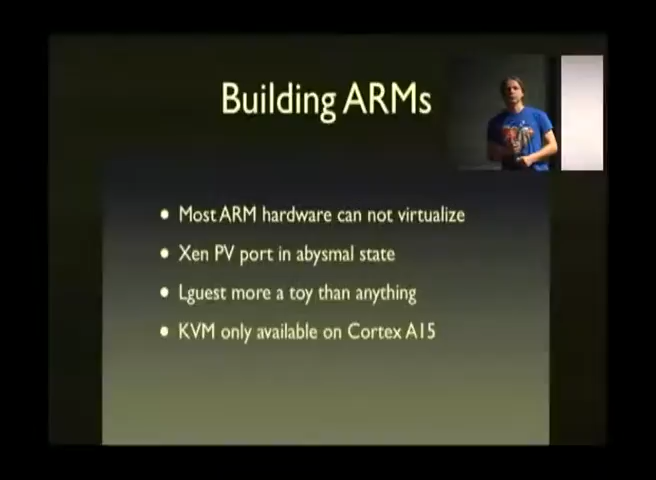 Building ARMs
• Most ARM hardware can not virtualize
• Xen PV port in abysmal state
• Lguest more a toy than anything
• KVM only available on Cortex A15